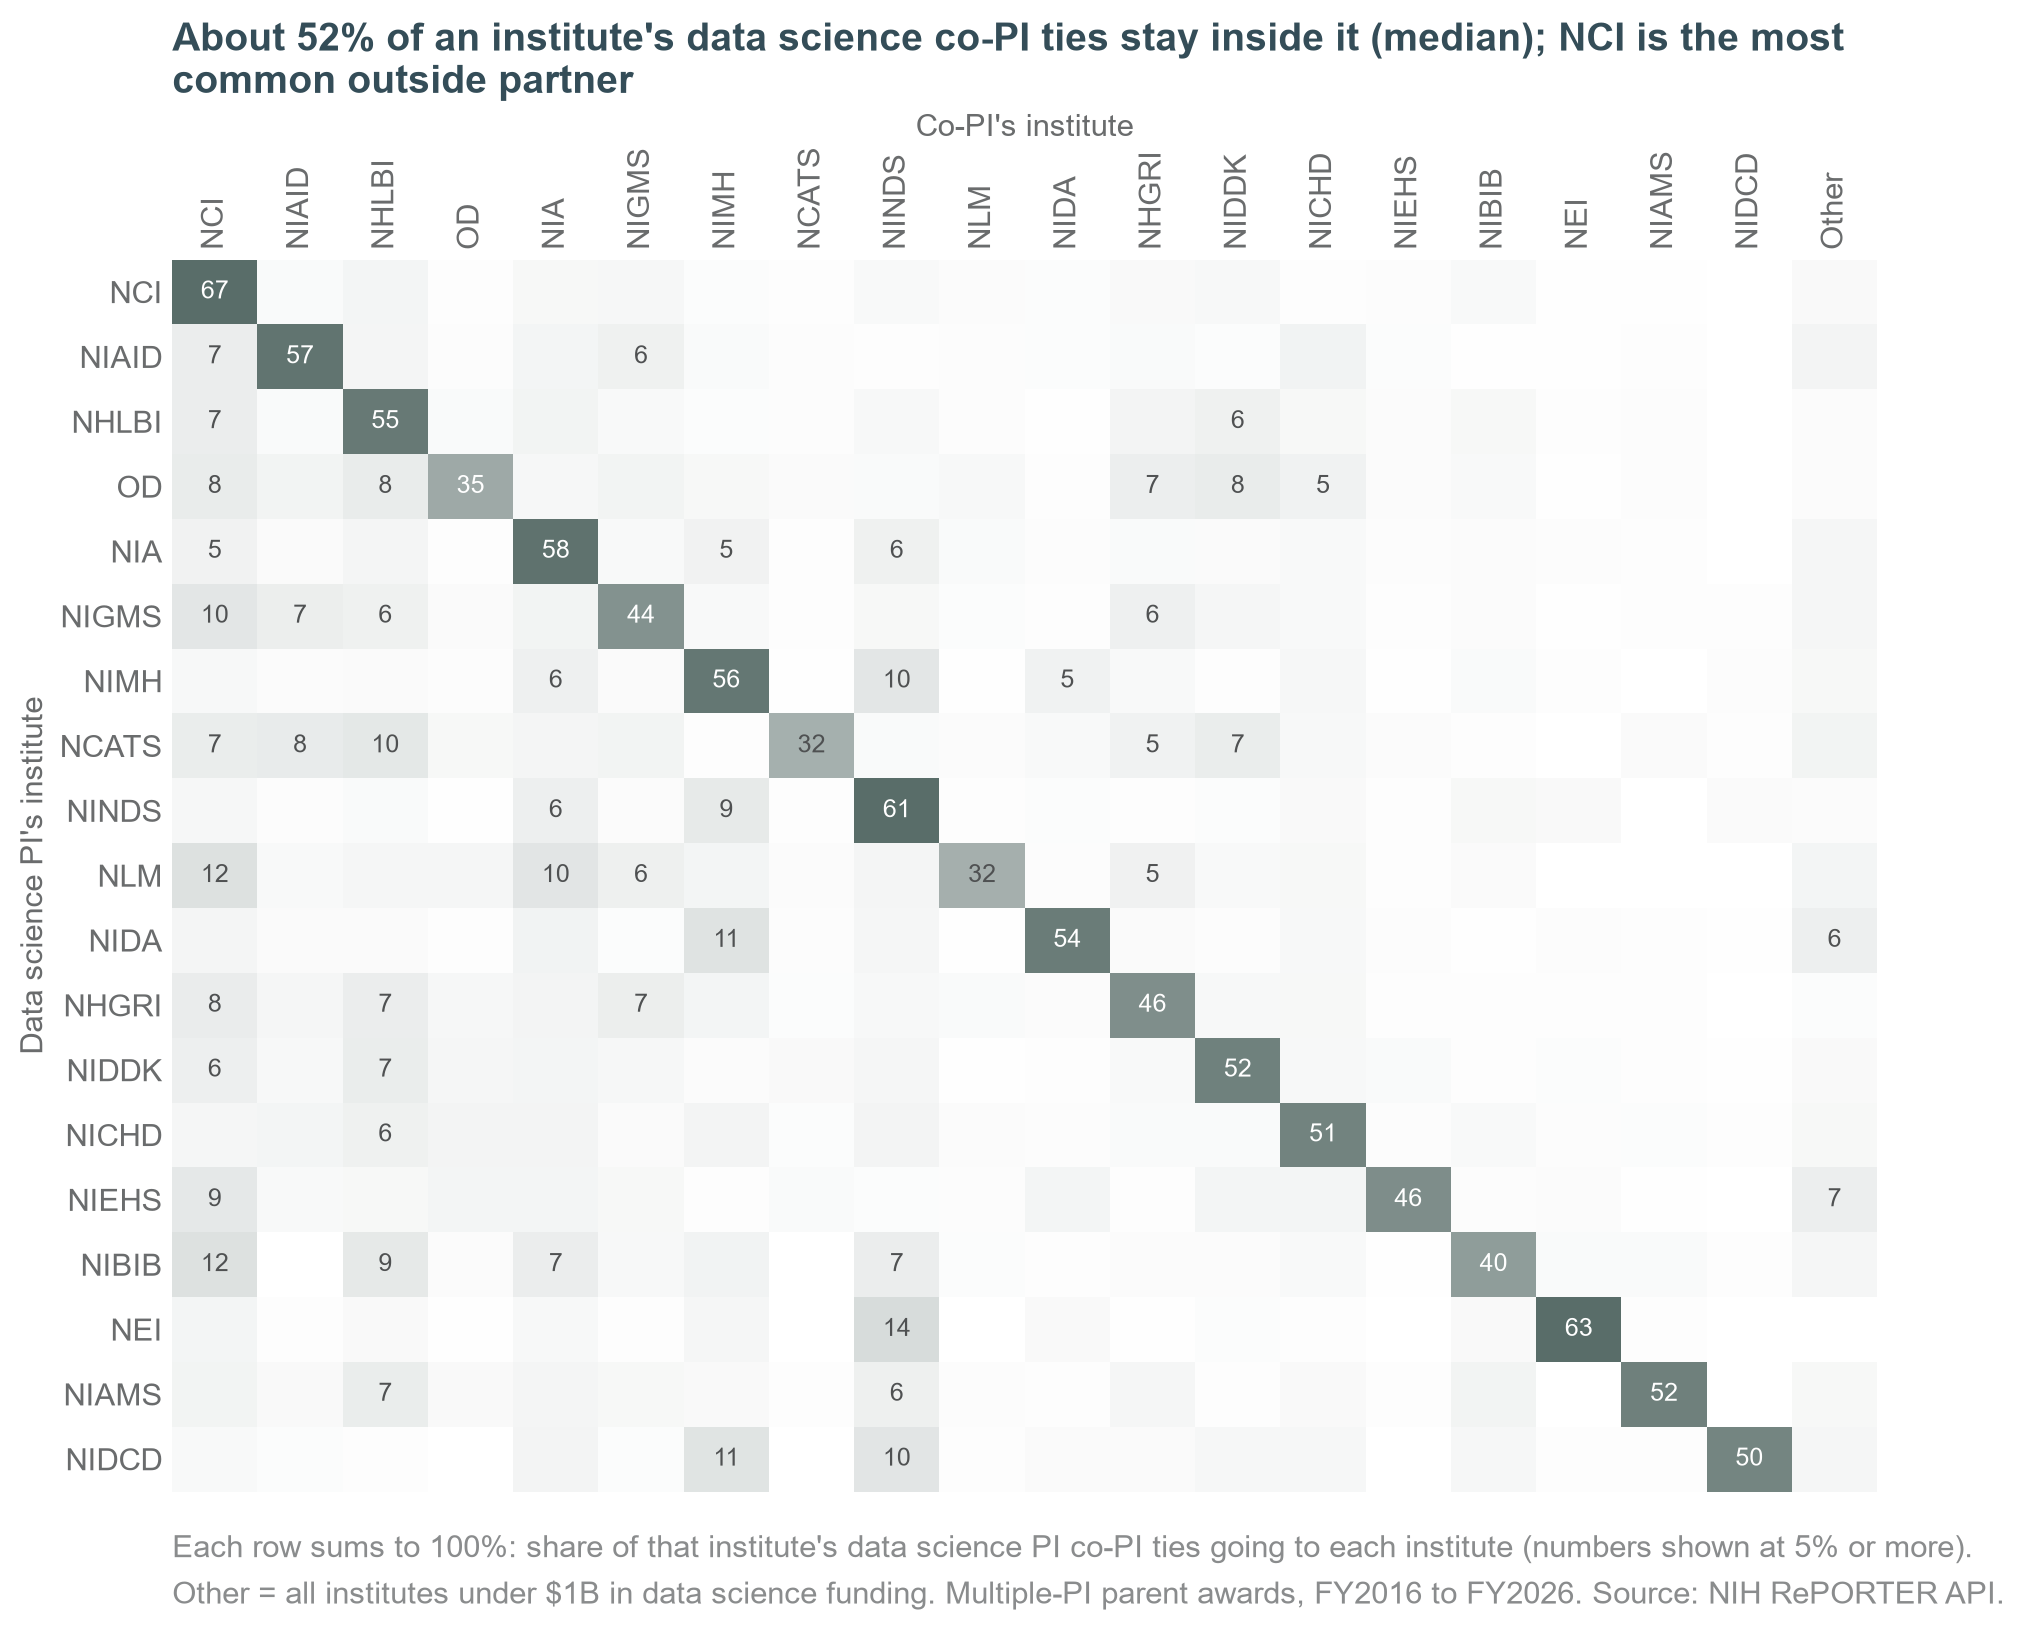 About 52% of an institute's data science co-PI ties stay inside it (median); NCI is the most
common outside partner
Co-PI's institute
NCI NIAID NHLBI OD NIA NIGMS NIMH NCATS NINDS NLM NIDA NHGRI NIDDK NICHD NIEHS NIBIB NEI NIAMS NIDCD Other
Data science PI's institute
NCI 67
NIAID 7 57 6
NHLBI 7 55 6
OD 8 8 35 7 8 5
NIA 5 58 5 6
NIGMS 10 7 6 44 6
NIMH 6 56 10 5
NCATS 7 8 10 32 5 7
NINDS 6 9 61
NLM 12 10 6 32 5
NIDA 11 54 6
NHGRI 8 7 7 46
NIDDK 6 7 52
NICHD 6 51
NIEHS 9 46 7
NIBIB 12 9 7 7 40
NEI 14 63
NIAMS 7 6 52
NIDCD 11 10 50
Each row sums to 100%: share of that institute's data science PI co-PI ties going to each institute (numbers shown at 5% or more).
Other = all institutes under $1B in data science funding. Multiple-PI parent awards, FY2016 to FY2026. Source: NIH RePORTER API.